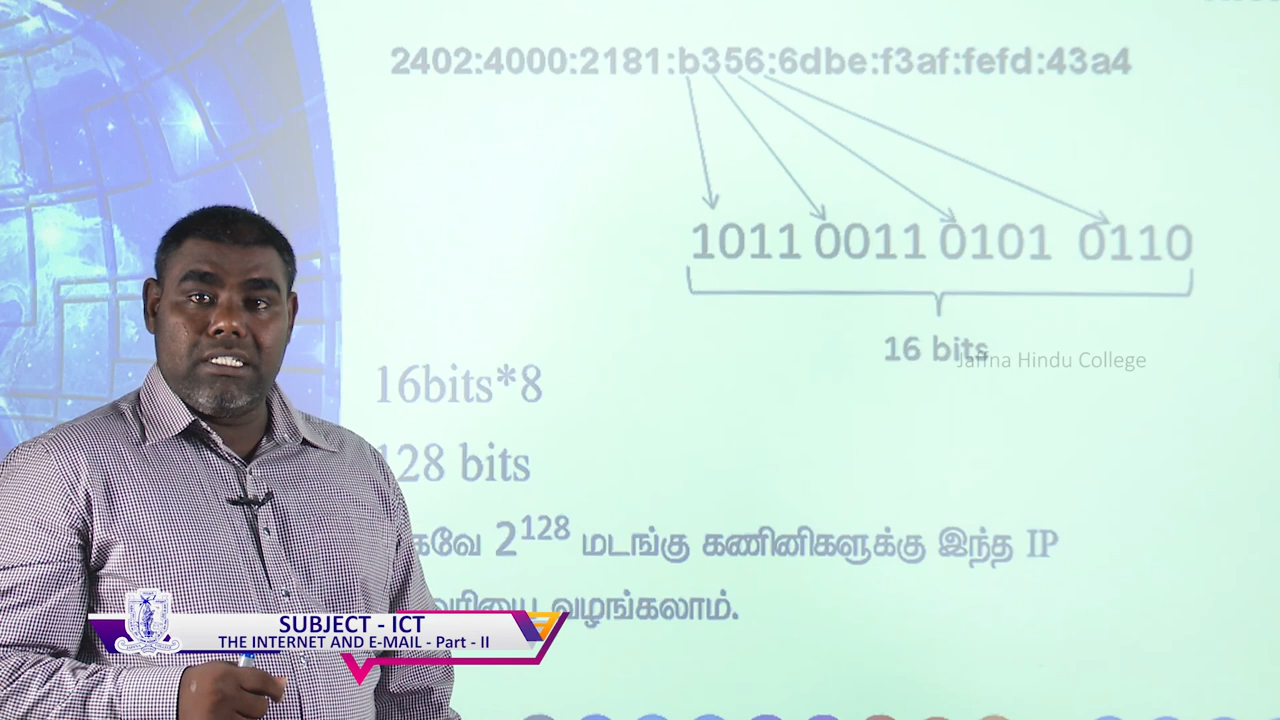 2402:4000:2181:b356:6dbe:f3af:fefd:43a4
1011 0011 0101 0110
16 bits
Jaffna Hindu College
16bits*8
128 bits
2¹²⁸ மடங்கு கணினிகளுக்கு இந்த IP
வழங்கலாம்.
SUBJECT - ICT
THE INTERNET AND E-MAIL - Part - II